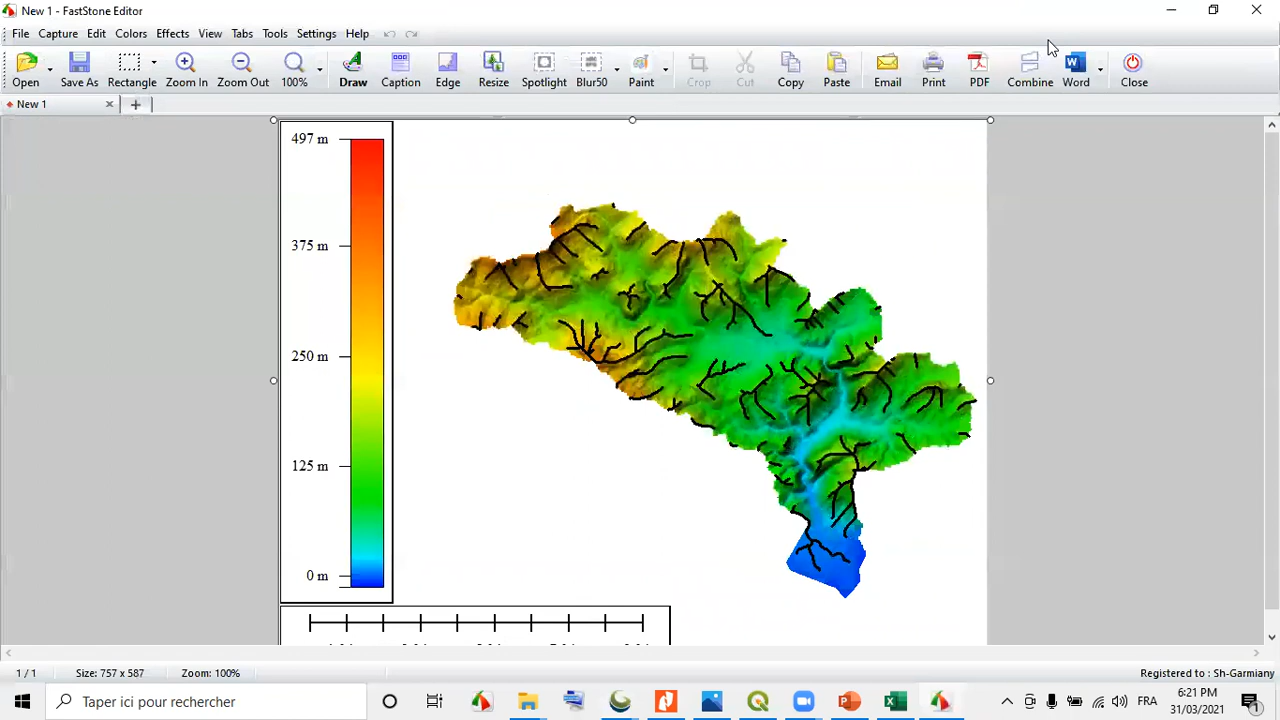 New 1 - FastStone Editor
File Capture Edit Colors Effects View Tabs Tools Settings Help
Open Save As Rectangle Zoom In Zoom Out 100% Draw Caption Edge Resize Spotlight Blur50 Paint Crop Cut Copy Paste Email Print PDF Combine Word Close
New 1
497 m
375 m
250 m
125 m
0 m
1 / 1 Size: 757 x 587 Zoom: 100% Registered to : Sh-Garmiany
Taper ici pour rechercher
FRA
6:21 PM
31/03/2021